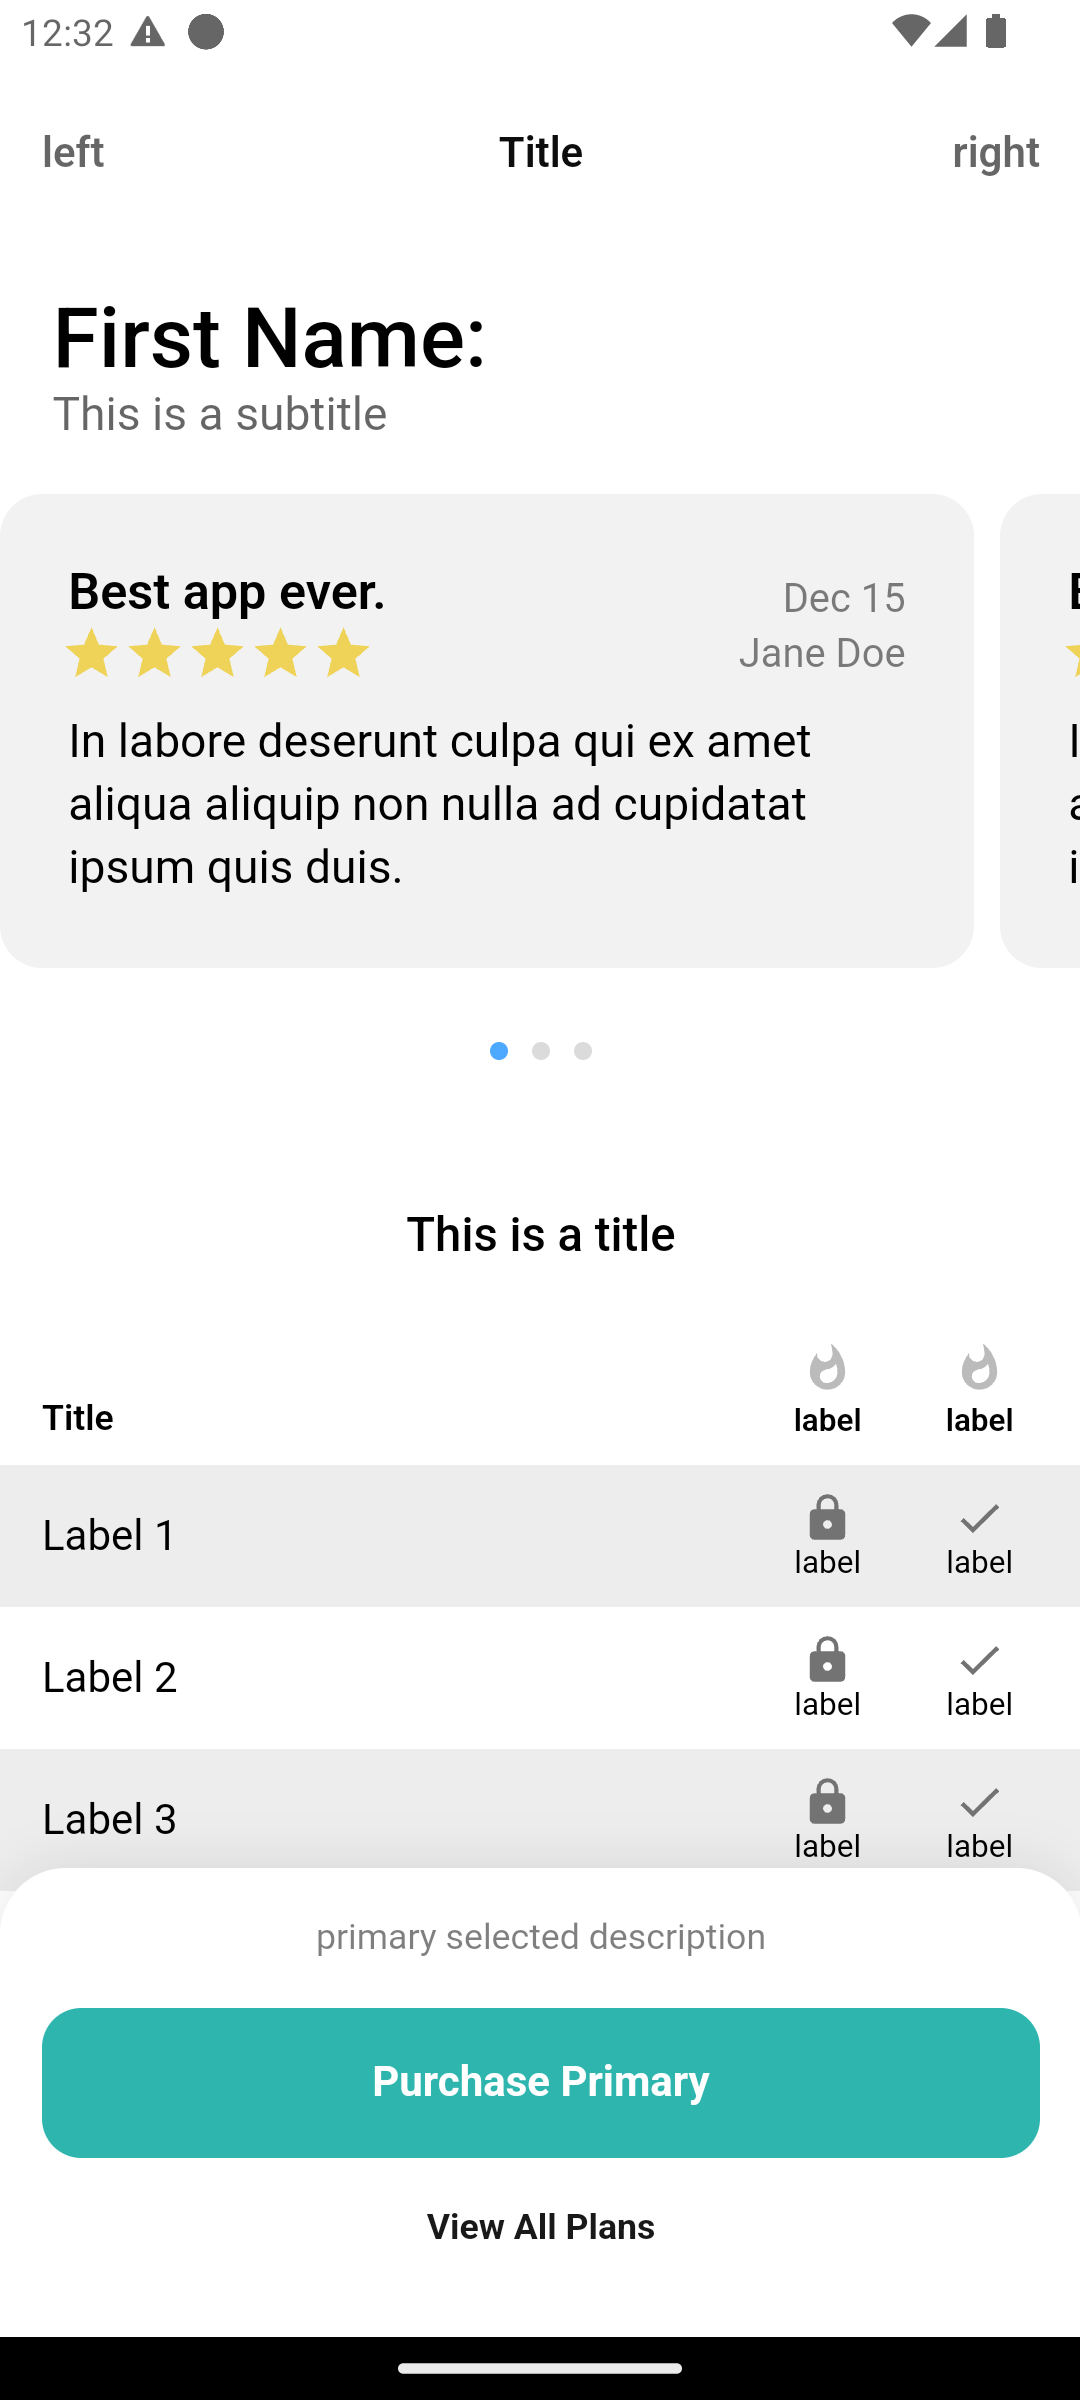 12:32
left Title right
First Name:
This is a subtitle
Best app ever.
Dec 15
Jane Doe
In labore deserunt culpa qui ex amet
aliqua aliquip non nulla ad cupidatat
ipsum quis duis.
This is a title
Title label label
Label 1 label label
Label 2 label label
Label 3 label label
primary selected description
Purchase Primary
View All Plans